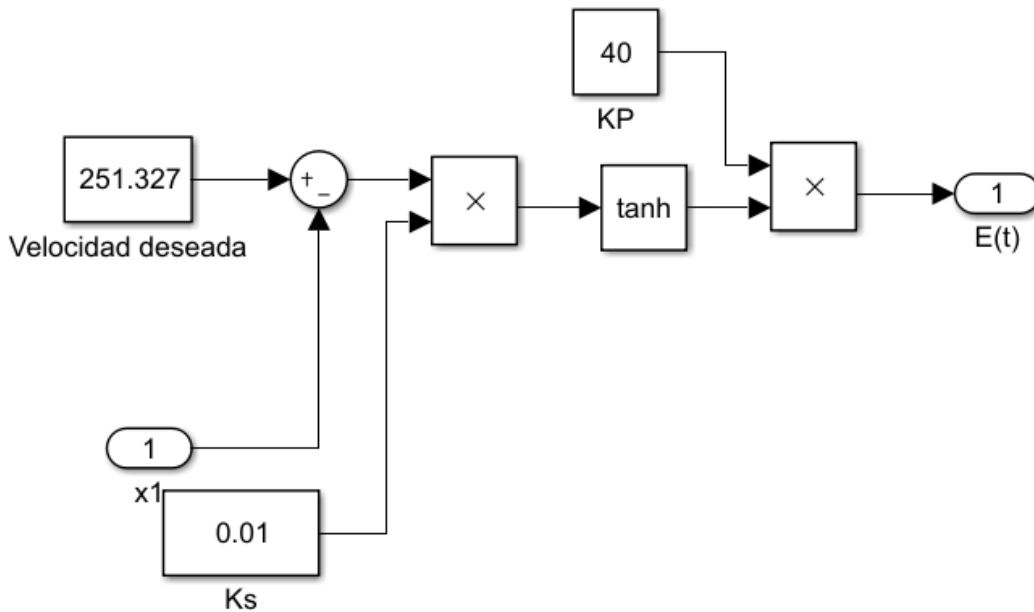 40
KP
251.327
+
−
×
tanh
×
1
E(t)
Velocidad deseada
1
x1
0.01
Ks